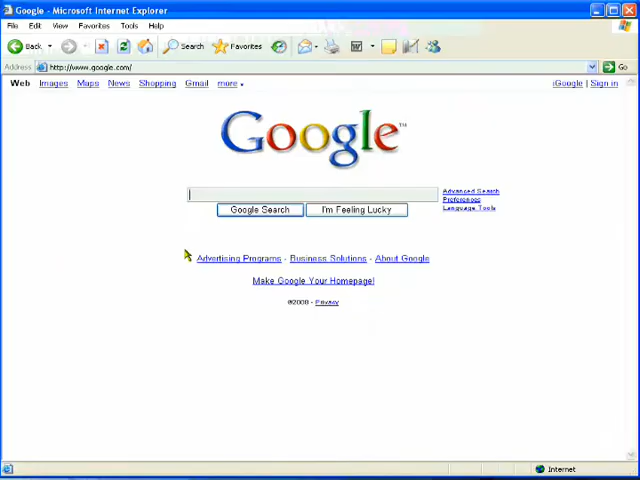 Google - Microsoft Internet Explorer
File Edit View Favorites Tools Help
Back Search Favorites
Address http://www.google.com/ Go
Web Images Maps News Shopping Gmail more iGoogle | Sign in
Google™
Advanced Search
Preferences
Language Tools
Google Search I'm Feeling Lucky
Advertising Programs - Business Solutions - About Google
Make Google Your Homepage!
©2008 - Privacy
Internet